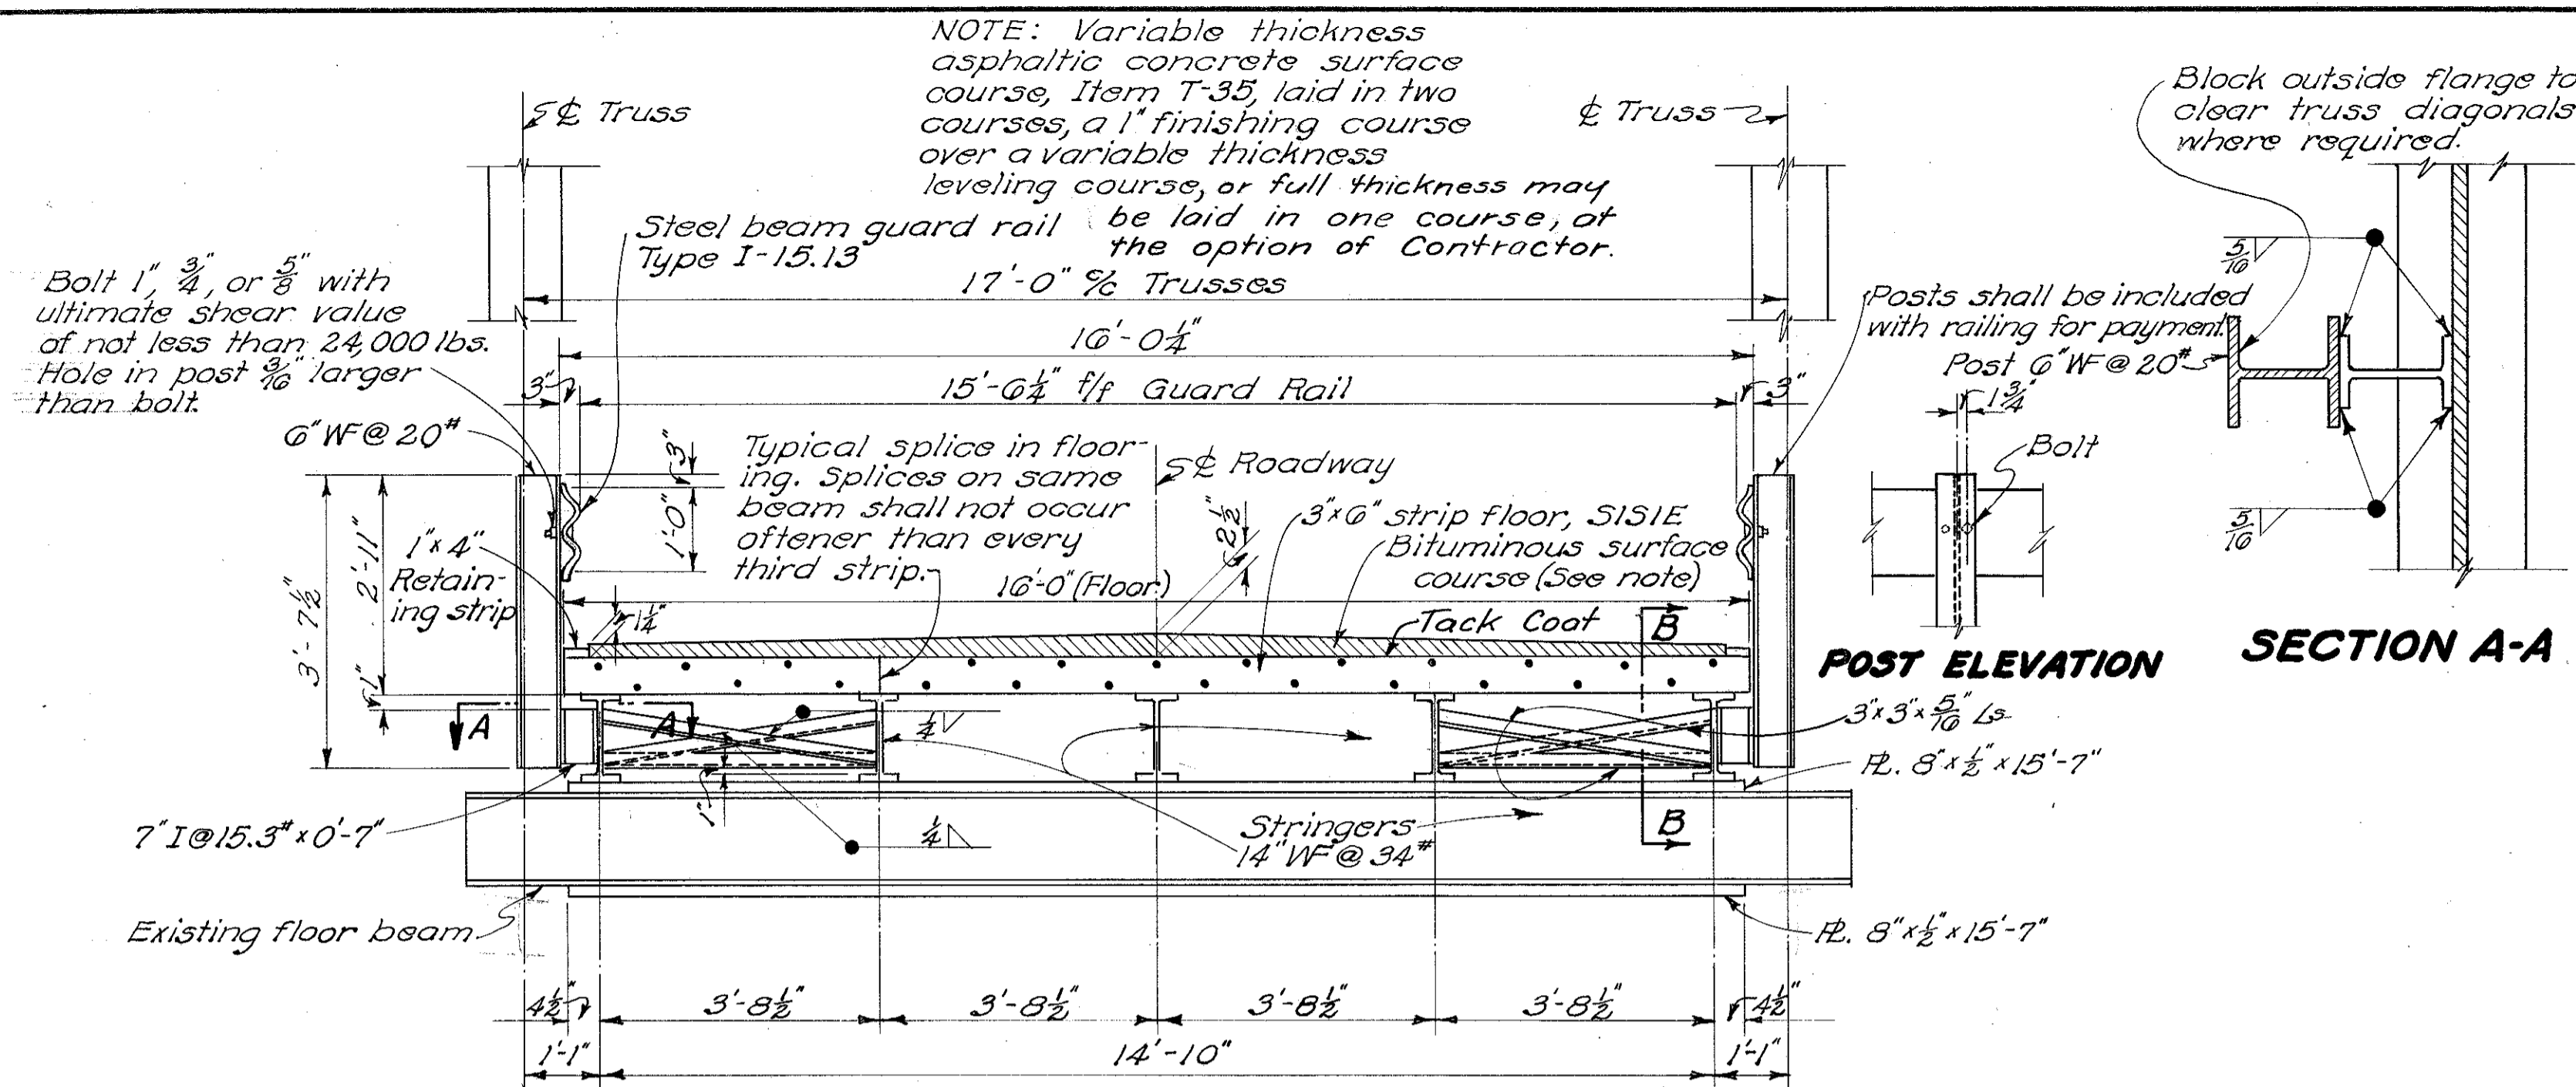 NOTE: Variable thickness
asphaltic concrete surface
course, Item T-35, laid in two
courses, a 1" finishing course
over a variable thickness
leveling course, or full thickness may
be laid in one course, at
the option of Contractor.
℄ Truss
℄ Truss
Block outside flange to
clear truss diagonals
where required.
Steel beam guard rail
Type I-15.13
Bolt 1", 3/4", or 5/8" with
ultimate shear value
of not less than 24,000 lbs.
Hole in post 3/16" larger
than bolt.
17'-0" c/c Trusses
16'-0 1/4"
3"
15'-6 1/4" f/f Guard Rail
3"
Posts shall be included
with railing for payment.
Post 6" WF @ 20#
5/16
5/16
1 3/4"
Bolt
6" WF @ 20#
3"
1'-0"
Typical splice in floor-
ing. Splices on same
beam shall not occur
oftener than every
third strip.
℄ Roadway
2 1/2"
3"x6" strip floor, S1S1E
Bituminous surface
course (See note)
16'-0" (Floor)
Tack Coat
1"x4"
Retain-
ing strip
3'-7 1/2"
2'-11"
1"
1 1/4"
B
POST ELEVATION
SECTION A-A
A
A
1/4
3"x3"x5/16" Ls
PL. 8"x1/2"x15'-7"
1"
7" I @ 15.3# x 0'-7"
1/4
Stringers
14" WF @ 34#
B
Existing floor beam
PL. 8"x1/2"x15'-7"
4 1/2"
3'-8 1/2"
3'-8 1/2"
3'-8 1/2"
3'-8 1/2"
4 1/2"
1'-1"
14'-10"
1'-1"